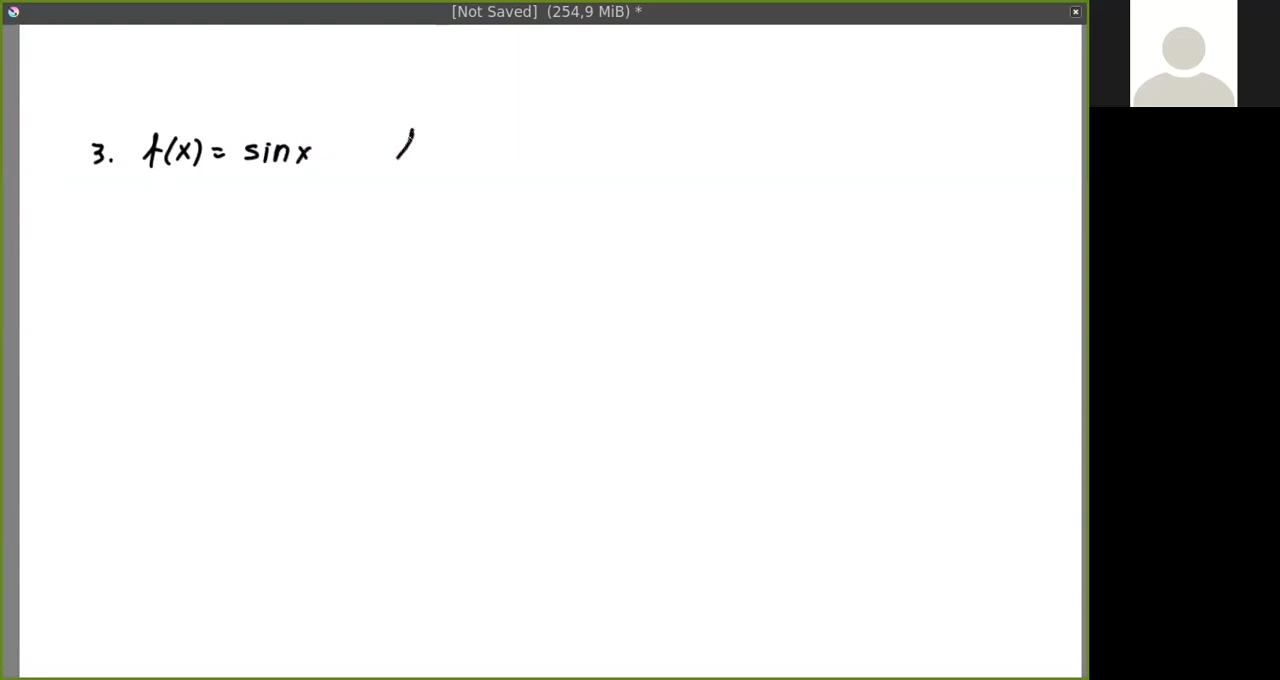 [Not Saved] (254,9 MiB) *
3. f(x) = sin x